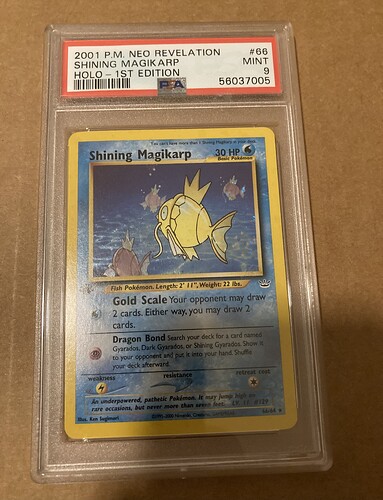 2001 P.M. NEO REVELATION #66
SHINING MAGIKARP MINT
HOLO - 1ST EDITION 9
PSA 56037005
You can't have more than 1 Shining Magikarp in your deck.
Shining Magikarp 30 HP
Basic Pokémon
Fish Pokémon. Length: 2' 11", Weight: 22 lbs.
Gold Scale Your opponent may draw
2 cards. Either way, you may draw 2
cards.
Dragon Bond Search your deck for a card named
Gyarados, Dark Gyarados, or Shining Gyarados. Show it
to your opponent and put it into your hand. Shuffle
your deck afterward.
weakness resistance retreat cost
An underpowered, pathetic Pokémon. It may jump high on
rare occasions, but never more than seven feet. LV. 11 #129
Illus. Ken Sugimori 66/64